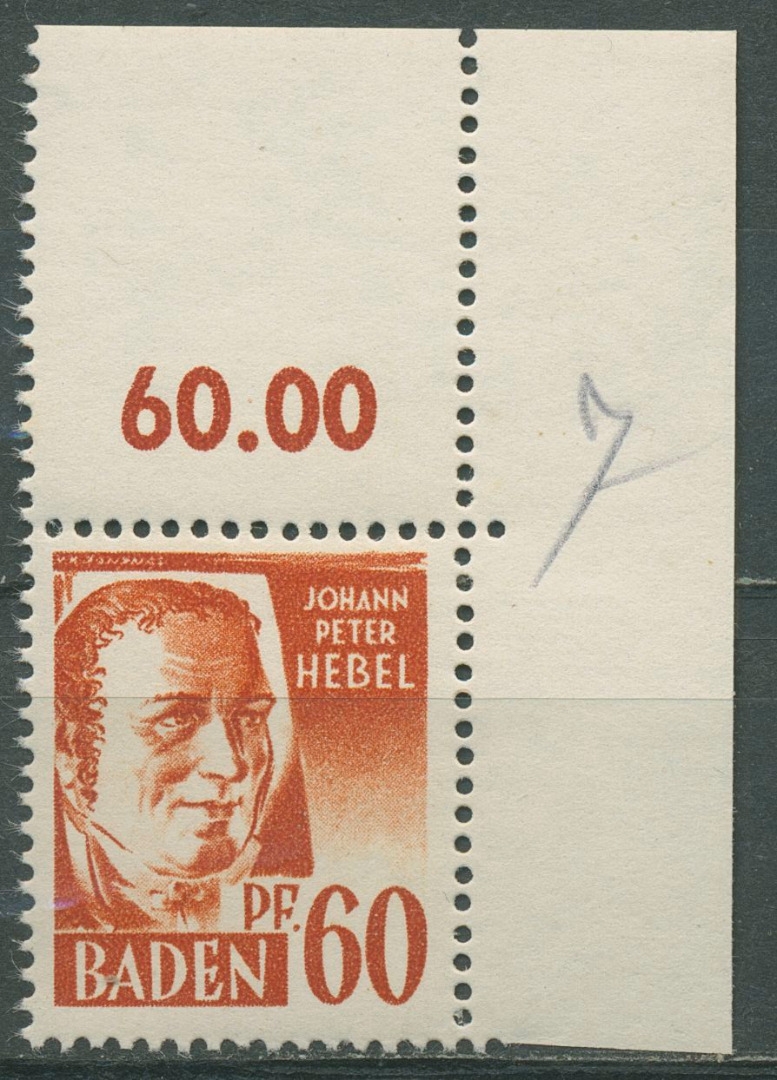 60.00
7
JOHANN
PETER
HEBEL
PF. 60
BADEN